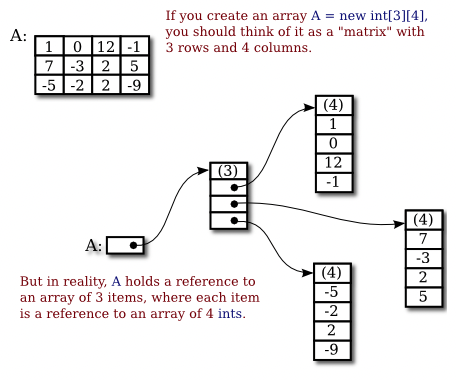 If you create an array A = new int[3][4],
you should think of it as a "matrix" with
3 rows and 4 columns.
A:
1 0 12 -1
7 -3 2 5
-5 -2 2 -9
(4)
1
0
12
-1
(3)
(4)
7
-3
2
5
A:
(4)
-5
-2
2
-9
But in reality, A holds a reference to
an array of 3 items, where each item
is a reference to an array of 4 ints.